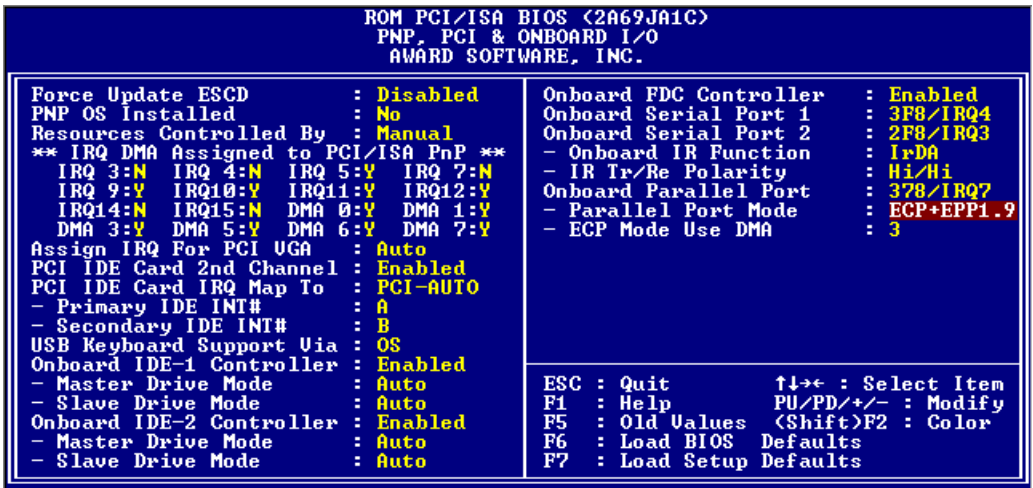 ROM PCI/ISA BIOS (2A69JA1C)
PNP, PCI & ONBOARD I/O
AWARD SOFTWARE, INC.
Force Update ESCD : Disabled
PNP OS Installed : No
Resources Controlled By : Manual
** IRQ DMA Assigned to PCI/ISA PnP **
IRQ 3:N IRQ 4:N IRQ 5:Y IRQ 7:N
IRQ 9:Y IRQ10:Y IRQ11:Y IRQ12:Y
IRQ14:N IRQ15:N DMA 0:Y DMA 1:Y
DMA 3:Y DMA 5:Y DMA 6:Y DMA 7:Y
Assign IRQ For PCI VGA : Auto
PCI IDE Card 2nd Channel : Enabled
PCI IDE Card IRQ Map To : PCI-AUTO
- Primary IDE INT# : A
- Secondary IDE INT# : B
USB Keyboard Support Via : OS
Onboard IDE-1 Controller : Enabled
- Master Drive Mode : Auto
- Slave Drive Mode : Auto
Onboard IDE-2 Controller : Enabled
- Master Drive Mode : Auto
- Slave Drive Mode : Auto
Onboard FDC Controller : Enabled
Onboard Serial Port 1 : 3F8/IRQ4
Onboard Serial Port 2 : 2F8/IRQ3
- Onboard IR Function : IrDA
- IR Tr/Re Polarity : Hi/Hi
Onboard Parallel Port : 378/IRQ7
- Parallel Port Mode : ECP+EPP1.9
- ECP Mode Use DMA : 3
ESC : Quit ↑↓→← : Select Item
F1 : Help PU/PD/+/- : Modify
F5 : Old Values (Shift)F2 : Color
F6 : Load BIOS Defaults
F7 : Load Setup Defaults